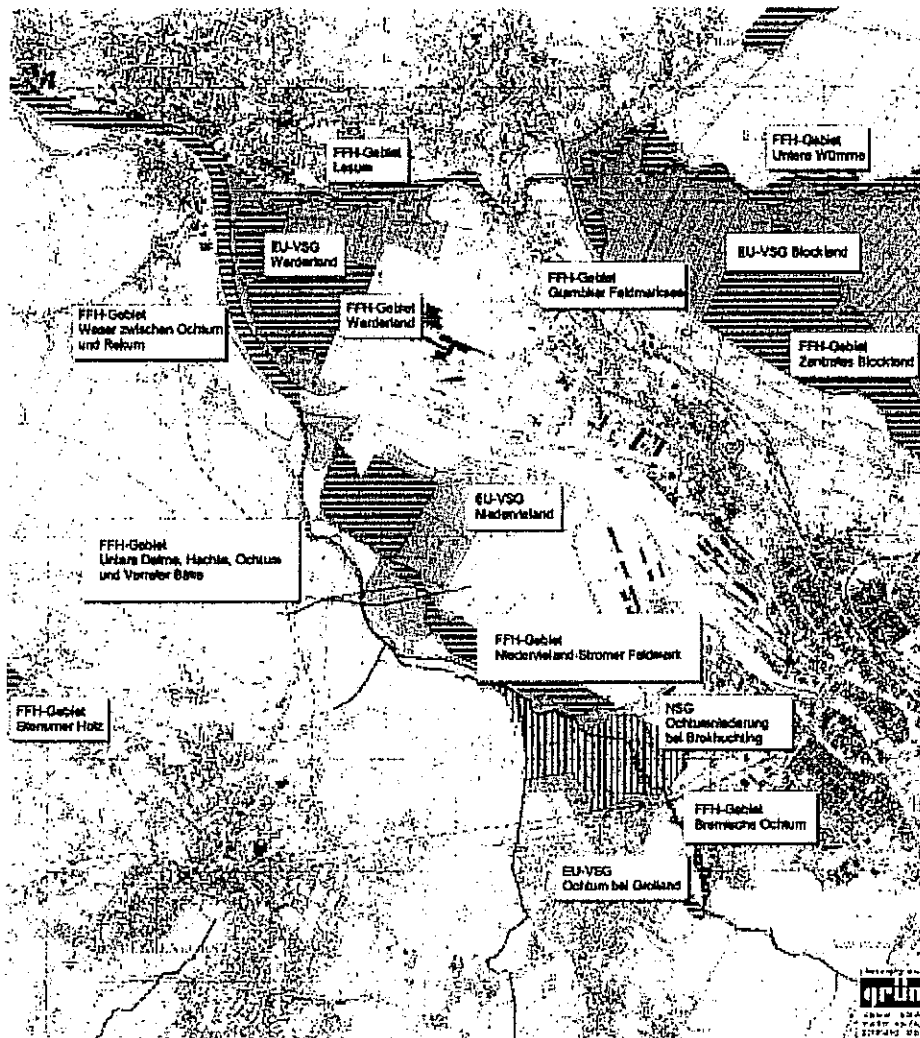 FFH-Gebiet
Lesum
FFH-Gebiet
Untere Wümme
EU-VSG
Werderland
EU-VSG Blockland
FFH-Gebiet
Grambker Feldmarksee
FFH-Gebiet
Werderland
FFH-Gebiet
Weser zwischen Ochtum
und Rekum
FFH-Gebiet
Zentrales Blockland
EU-VSG
Niedervieland
FFH-Gebiet
Untere Delme, Hache, Ochtum
und Varreler Bäke
FFH-Gebiet
Niedervieland-Stromer Feldmark
FFH-Gebiet
Stenumer Holz
NSG
Ochtumniederung
bei Brokhuchting
FFH-Gebiet
Bremische Ochtum
EU-VSG
Ochtum bei Grolland
grün